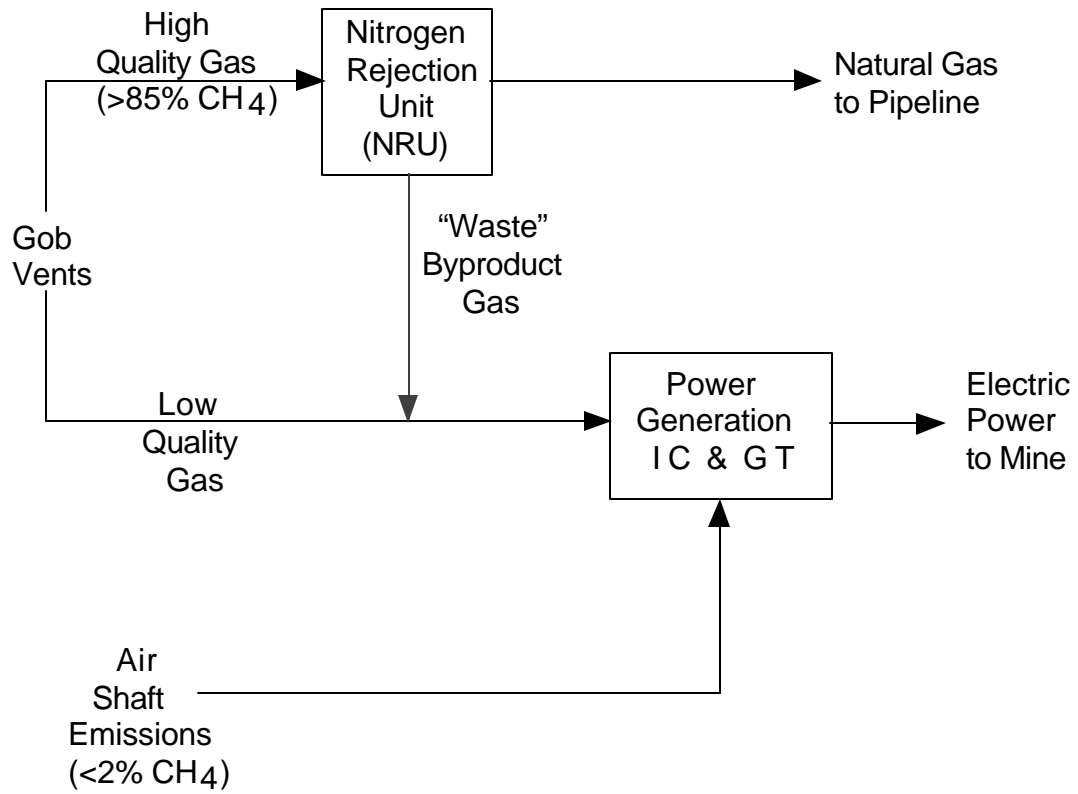 High
Quality Gas
(>85% CH4)
Nitrogen
Rejection
Unit
(NRU)
Natural Gas
to Pipeline
Gob
Vents
“Waste”
Byproduct
Gas
Low
Quality
Gas
Power
Generation
IC & GT
Electric
Power
to Mine
Air
Shaft
Emissions
(<2% CH4)